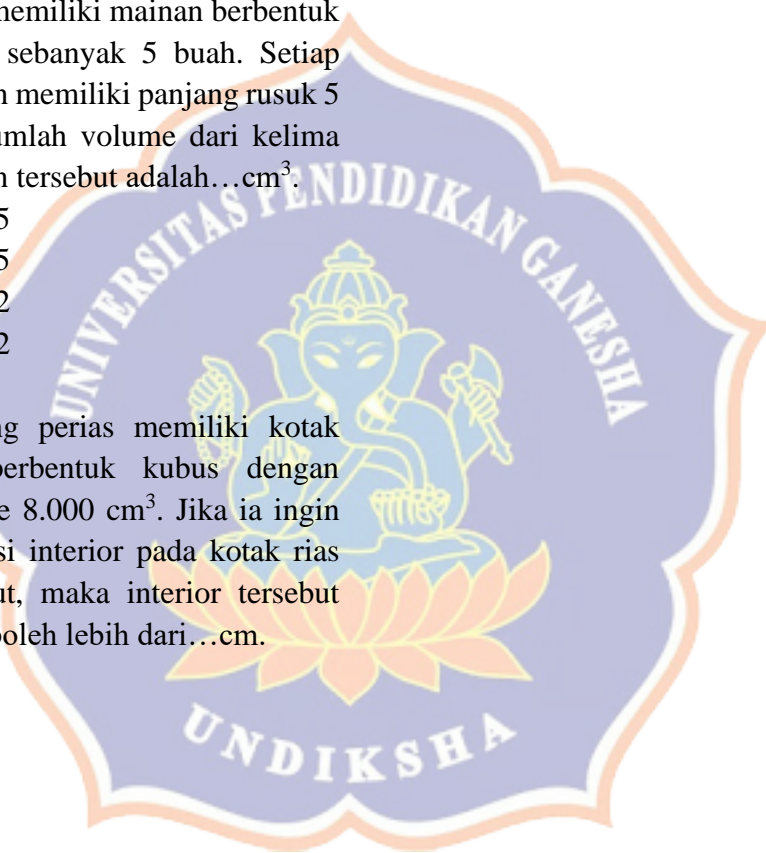 memiliki mainan berbentuk
sebanyak 5 buah. Setiap
memiliki panjang rusuk 5
umlah volume dari kelima
tersebut adalah…cm³.
5
5
2
2
ng perias memiliki kotak
berbentuk kubus dengan
e 8.000 cm³. Jika ia ingin
si interior pada kotak rias
ut, maka interior tersebut
boleh lebih dari…cm.
UNIVERSITAS PENDIDIKAN GANESHA
UNDIKSHA